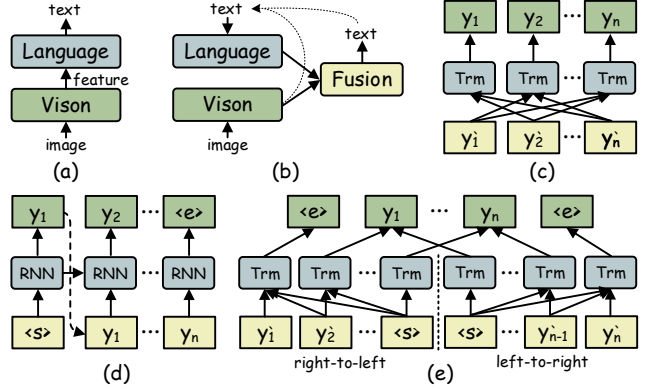 text
Language
feature
Vison
image
(a)
text
Language
Vison
image
text
Fusion
(b)
y1 y2 ... yn
Trm Trm ... Trm
y`1 y`2 ... y`n
(c)
y1 y2 ... <e>
RNN RNN ... RNN
<s> y1 ... yn
(d)
<e> y1 ... yn <e>
Trm Trm ... Trm Trm ... Trm Trm
y`1 y`2 ... <s> <s> ... y`n-1 y`n
right-to-left left-to-right
(e)